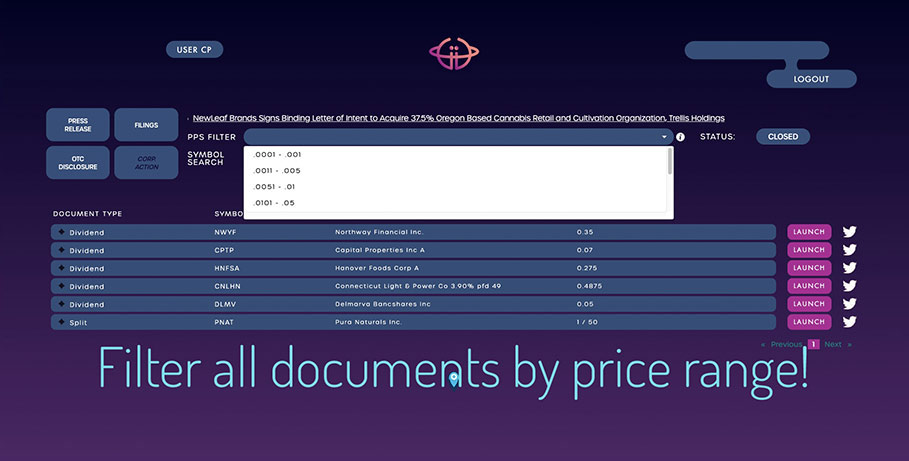 USER CP
LOGOUT
PRESS RELEASE
FILINGS
NewLeaf Brands Signs Binding Letter of Intent to Acquire 37.5% Oregon Based Cannabis Retail and Cultivation Organization, Trellis Holdings
PPS FILTER
STATUS: CLOSED
OTC DISCLOSURE
CORP. ACTION
SYMBOL SEARCH
.0001 - .001
.0011 - .005
.0051 - .01
.0101 - .05
DOCUMENT TYPE SYMBO
Dividend NWYF Northway Financial Inc. 0.35 LAUNCH
Dividend CPTP Capital Properties Inc A 0.07 LAUNCH
Dividend HNFSA Hanover Foods Corp A 0.275 LAUNCH
Dividend CNLHN Connecticut Light & Power Co 3.90% pfd 49 0.4875 LAUNCH
Dividend DLMV Delmarva Bancshares Inc 0.05 LAUNCH
Split PNAT Pura Naturals Inc. 1 / 50 LAUNCH
« Previous 1 Next »
Filter all documents by price range!